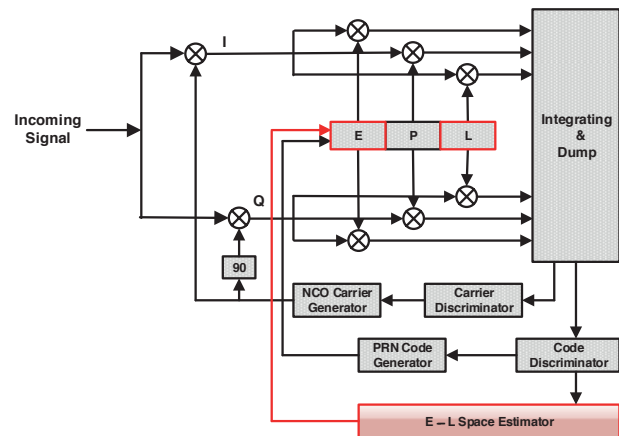 I
Incoming
Signal
E P L
Integrating
&
Dump
Q
90
NCO Carrier
Generator
Carrier
Discriminator
PRN Code
Generator
Code
Discriminator
E – L Space Estimator